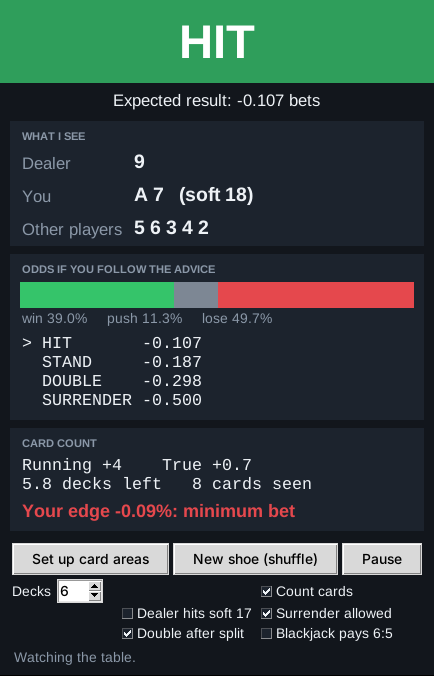 HIT
Expected result: -0.107 bets
WHAT I SEE
Dealer 9
You A 7 (soft 18)
Other players 5 6 3 4 2
ODDS IF YOU FOLLOW THE ADVICE
win 39.0% push 11.3% lose 49.7%
> HIT -0.107
STAND -0.187
DOUBLE -0.298
SURRENDER -0.500
CARD COUNT
Running +4 True +0.7
5.8 decks left 8 cards seen
Your edge -0.09%: minimum bet
Set up card areas New shoe (shuffle) Pause
Decks 6 Count cards
Dealer hits soft 17 Surrender allowed
Double after split Blackjack pays 6:5
Watching the table.